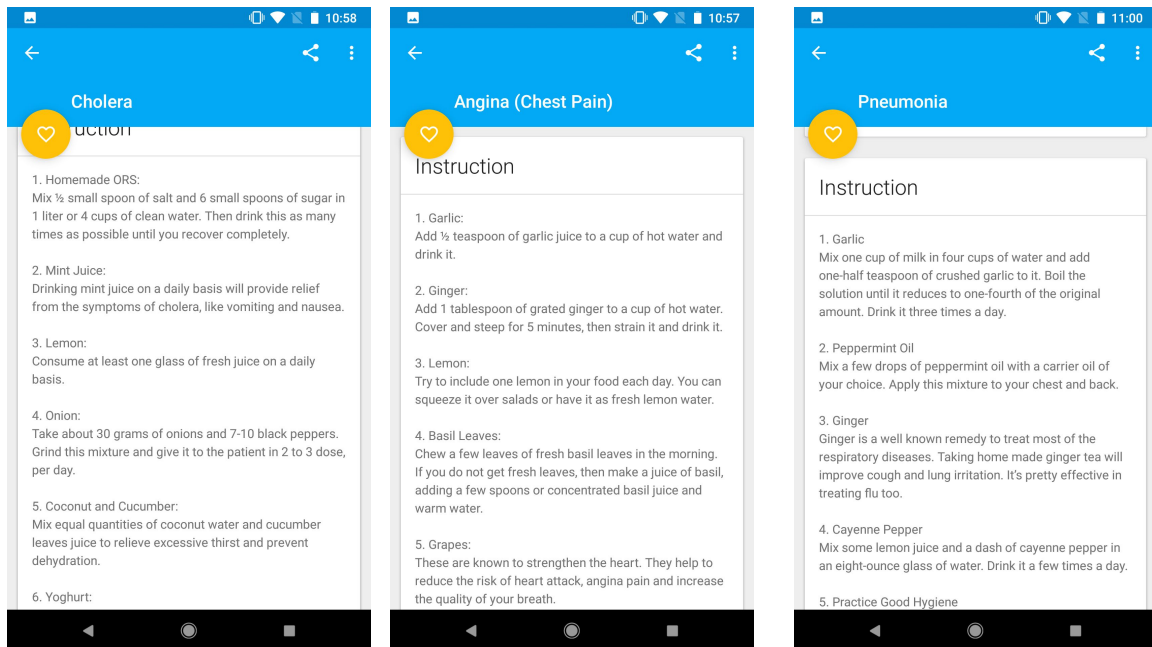 10:58
Cholera
uction
1. Homemade ORS:
Mix ½ small spoon of salt and 6 small spoons of sugar in
1 liter or 4 cups of clean water. Then drink this as many
times as possible until you recover completely.
2. Mint Juice:
Drinking mint juice on a daily basis will provide relief
from the symptoms of cholera, like vomiting and nausea.
3. Lemon:
Consume at least one glass of fresh juice on a daily
basis.
4. Onion:
Take about 30 grams of onions and 7-10 black peppers.
Grind this mixture and give it to the patient in 2 to 3 dose,
per day.
5. Coconut and Cucumber:
Mix equal quantities of coconut water and cucumber
leaves juice to relieve excessive thirst and prevent
dehydration.
6. Yoghurt:
10:57
Angina (Chest Pain)
Instruction
1. Garlic:
Add ½ teaspoon of garlic juice to a cup of hot water and
drink it.
2. Ginger:
Add 1 tablespoon of grated ginger to a cup of hot water.
Cover and steep for 5 minutes, then strain it and drink it.
3. Lemon:
Try to include one lemon in your food each day. You can
squeeze it over salads or have it as fresh lemon water.
4. Basil Leaves:
Chew a few leaves of fresh basil leaves in the morning.
If you do not get fresh leaves, then make a juice of basil,
adding a few spoons or concentrated basil juice and
warm water.
5. Grapes:
These are known to strengthen the heart. They help to
reduce the risk of heart attack, angina pain and increase
the quality of your breath.
11:00
Pneumonia
Instruction
1. Garlic
Mix one cup of milk in four cups of water and add
one-half teaspoon of crushed garlic to it. Boil the
solution until it reduces to one-fourth of the original
amount. Drink it three times a day.
2. Peppermint Oil
Mix a few drops of peppermint oil with a carrier oil of
your choice. Apply this mixture to your chest and back.
3. Ginger
Ginger is a well known remedy to treat most of the
respiratory diseases. Taking home made ginger tea will
improve cough and lung irritation. It's pretty effective in
treating flu too.
4. Cayenne Pepper
Mix some lemon juice and a dash of cayenne pepper in
an eight-ounce glass of water. Drink it a few times a day.
5. Practice Good Hygiene